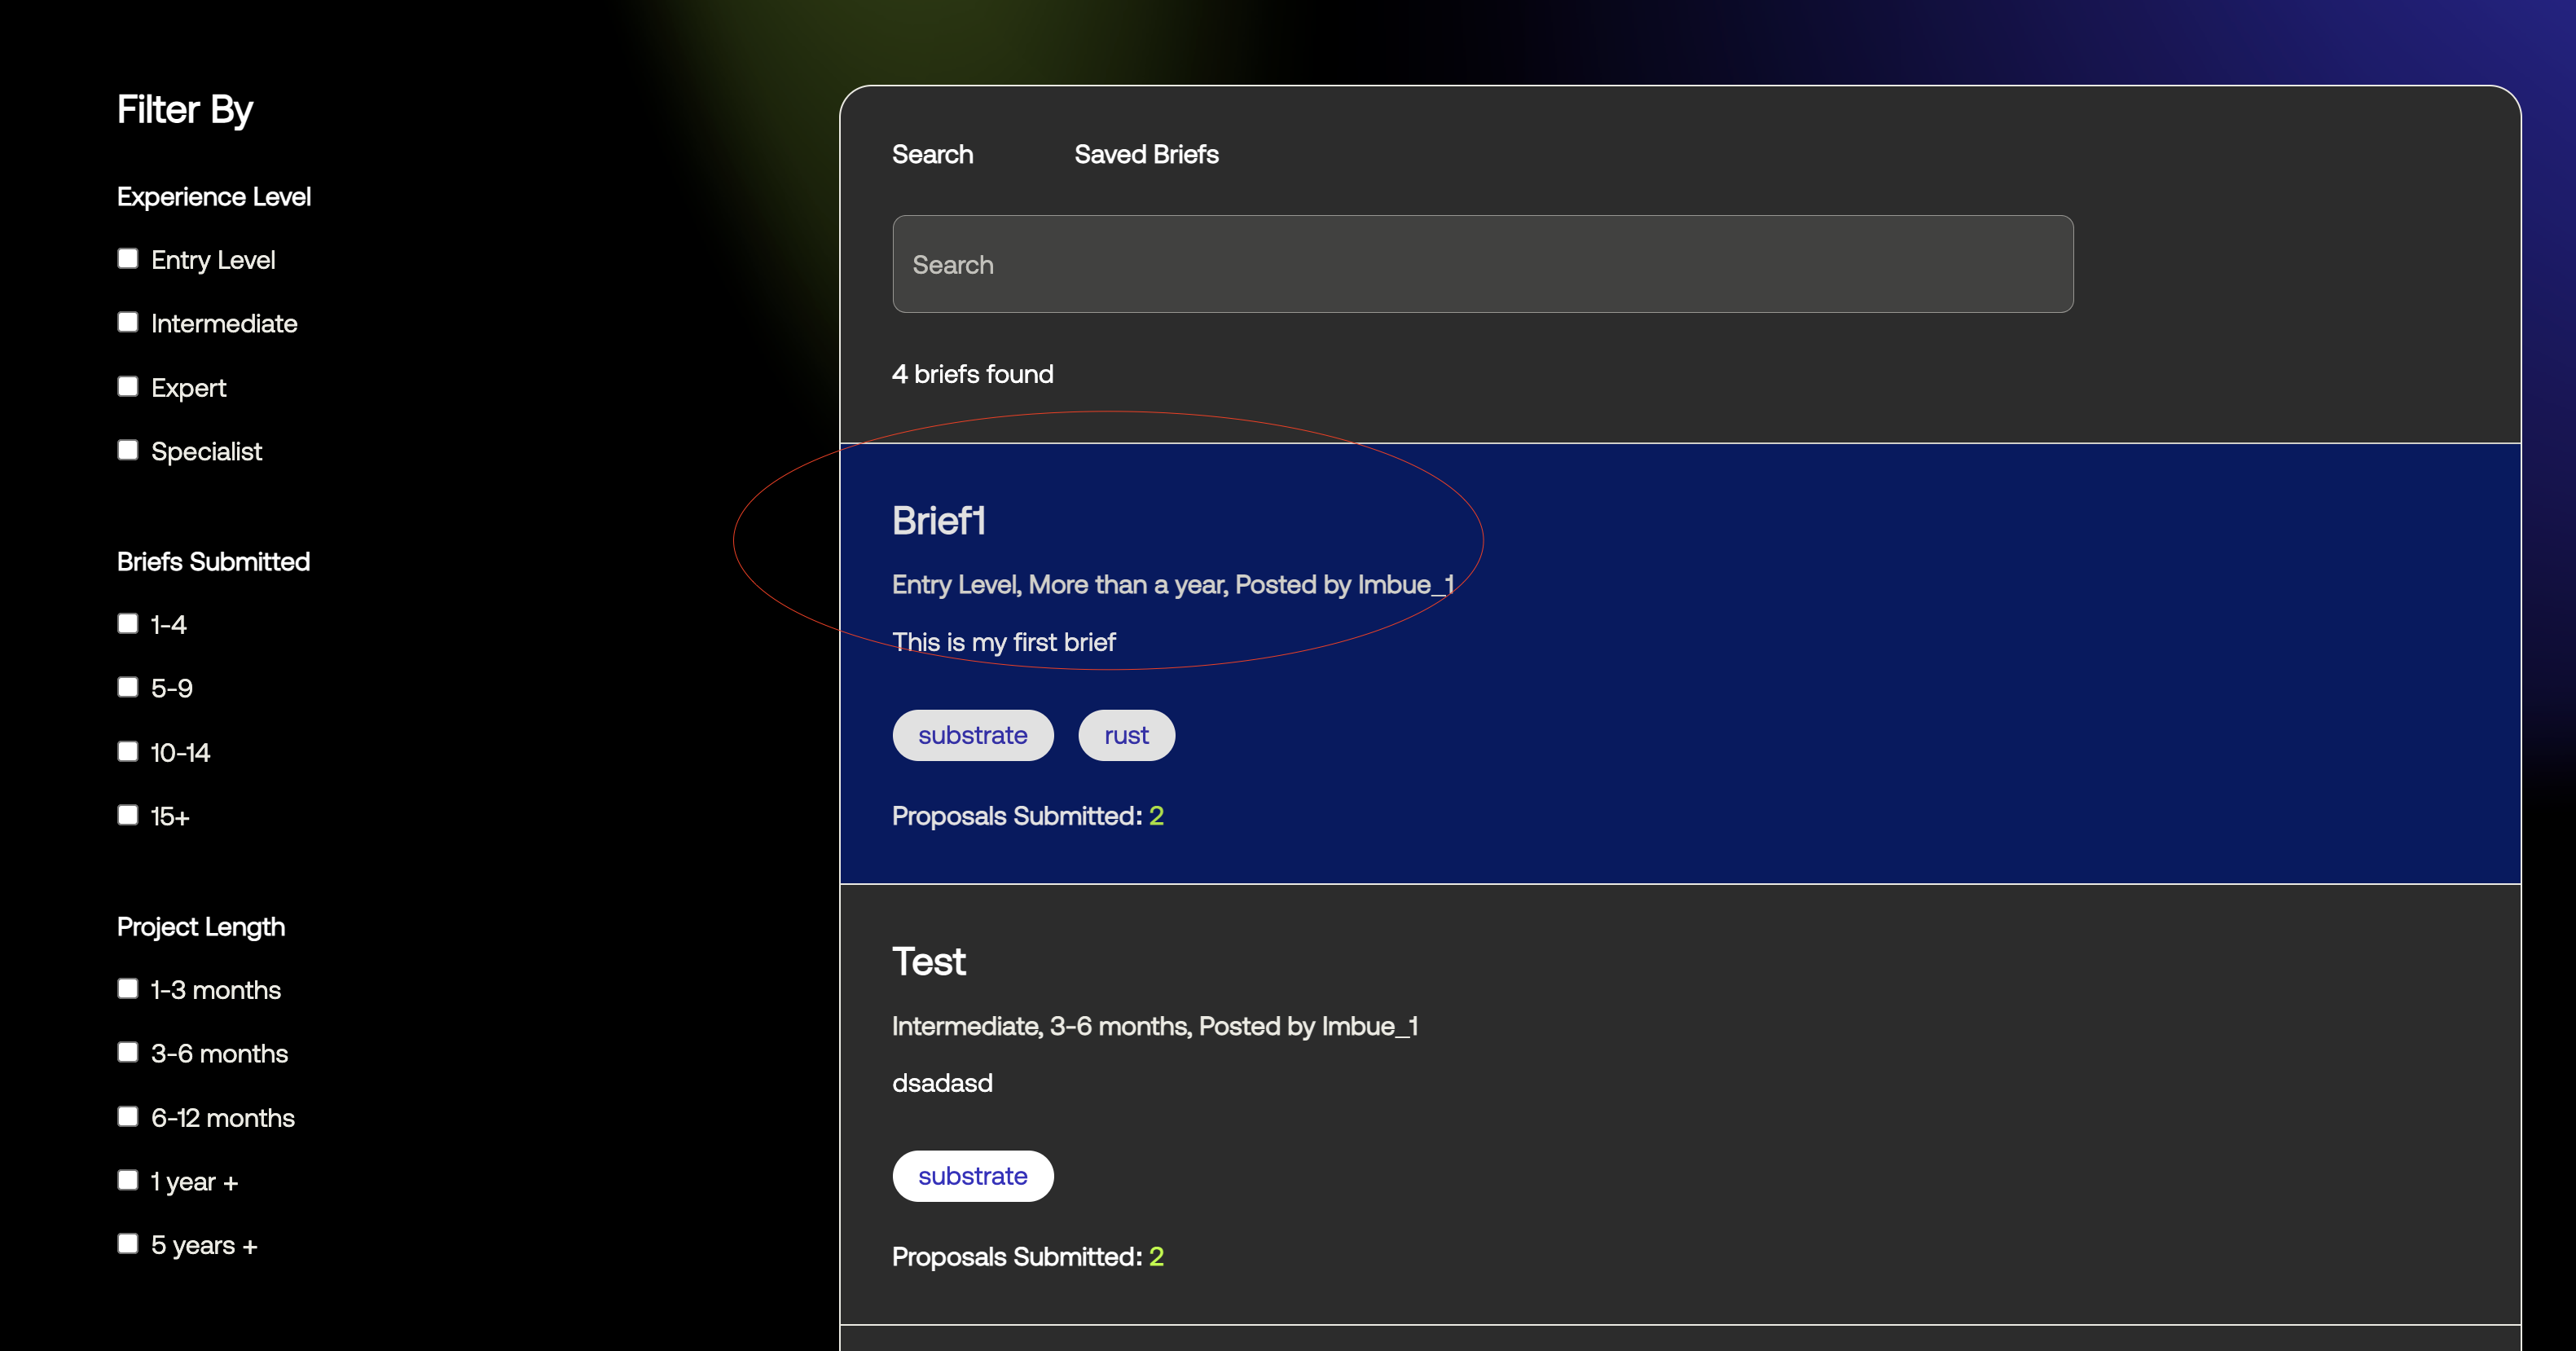 Filter By
Experience Level
Entry Level
Intermediate
Expert
Specialist
Briefs Submitted
1-4
5-9
10-14
15+
Project Length
1-3 months
3-6 months
6-12 months
1 year +
5 years +
Search Saved Briefs
Search
4 briefs found
Brief1
Entry Level, More than a year, Posted by Imbue_1
This is my first brief
substrate rust
Proposals Submitted: 2
Test
Intermediate, 3-6 months, Posted by Imbue_1
dsadasd
substrate
Proposals Submitted: 2